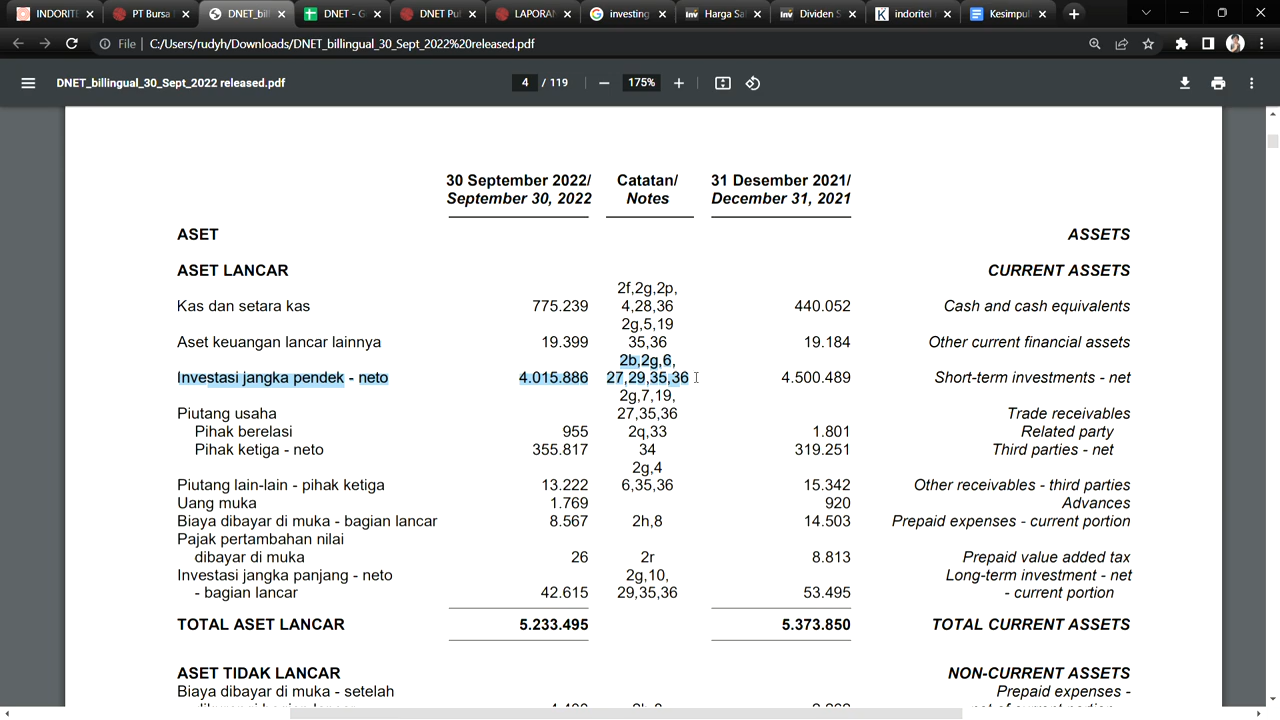 INDORITE
PT Bursa
DNET_bill
DNET - G
DNET Pu
LAPORAN
investing
Harga Sa
Dividen S
indoritel
Kesimpul
File C:/Users/rudyh/Downloads/DNET_billingual_30_Sept_2022%20released.pdf
DNET_billingual_30_Sept_2022 released.pdf 4 / 119 175%
30 September 2022/ Catatan/ 31 Desember 2021/
September 30, 2022 Notes December 31, 2021
ASET ASSETS
ASET LANCAR CURRENT ASSETS
2f,2g,2p,
Kas dan setara kas 775.239 4,28,36 440.052 Cash and cash equivalents
2g,5,19
Aset keuangan lancar lainnya 19.399 35,36 19.184 Other current financial assets
2b,2g,6,
Investasi jangka pendek - neto 4.015.886 27,29,35,36 4.500.489 Short-term investments - net
2g,7,19,
Piutang usaha 27,35,36 Trade receivables
Pihak berelasi 955 2q,33 1.801 Related party
Pihak ketiga - neto 355.817 34 319.251 Third parties - net
2g,4
Piutang lain-lain - pihak ketiga 13.222 6,35,36 15.342 Other receivables - third parties
Uang muka 1.769 920 Advances
Biaya dibayar di muka - bagian lancar 8.567 2h,8 14.503 Prepaid expenses - current portion
Pajak pertambahan nilai
dibayar di muka 26 2r 8.813 Prepaid value added tax
Investasi jangka panjang - neto 2g,10, Long-term investment - net
- bagian lancar 42.615 29,35,36 53.495 - current portion
TOTAL ASET LANCAR 5.233.495 5.373.850 TOTAL CURRENT ASSETS
ASET TIDAK LANCAR NON-CURRENT ASSETS
Biaya dibayar di muka - setelah Prepaid expenses -